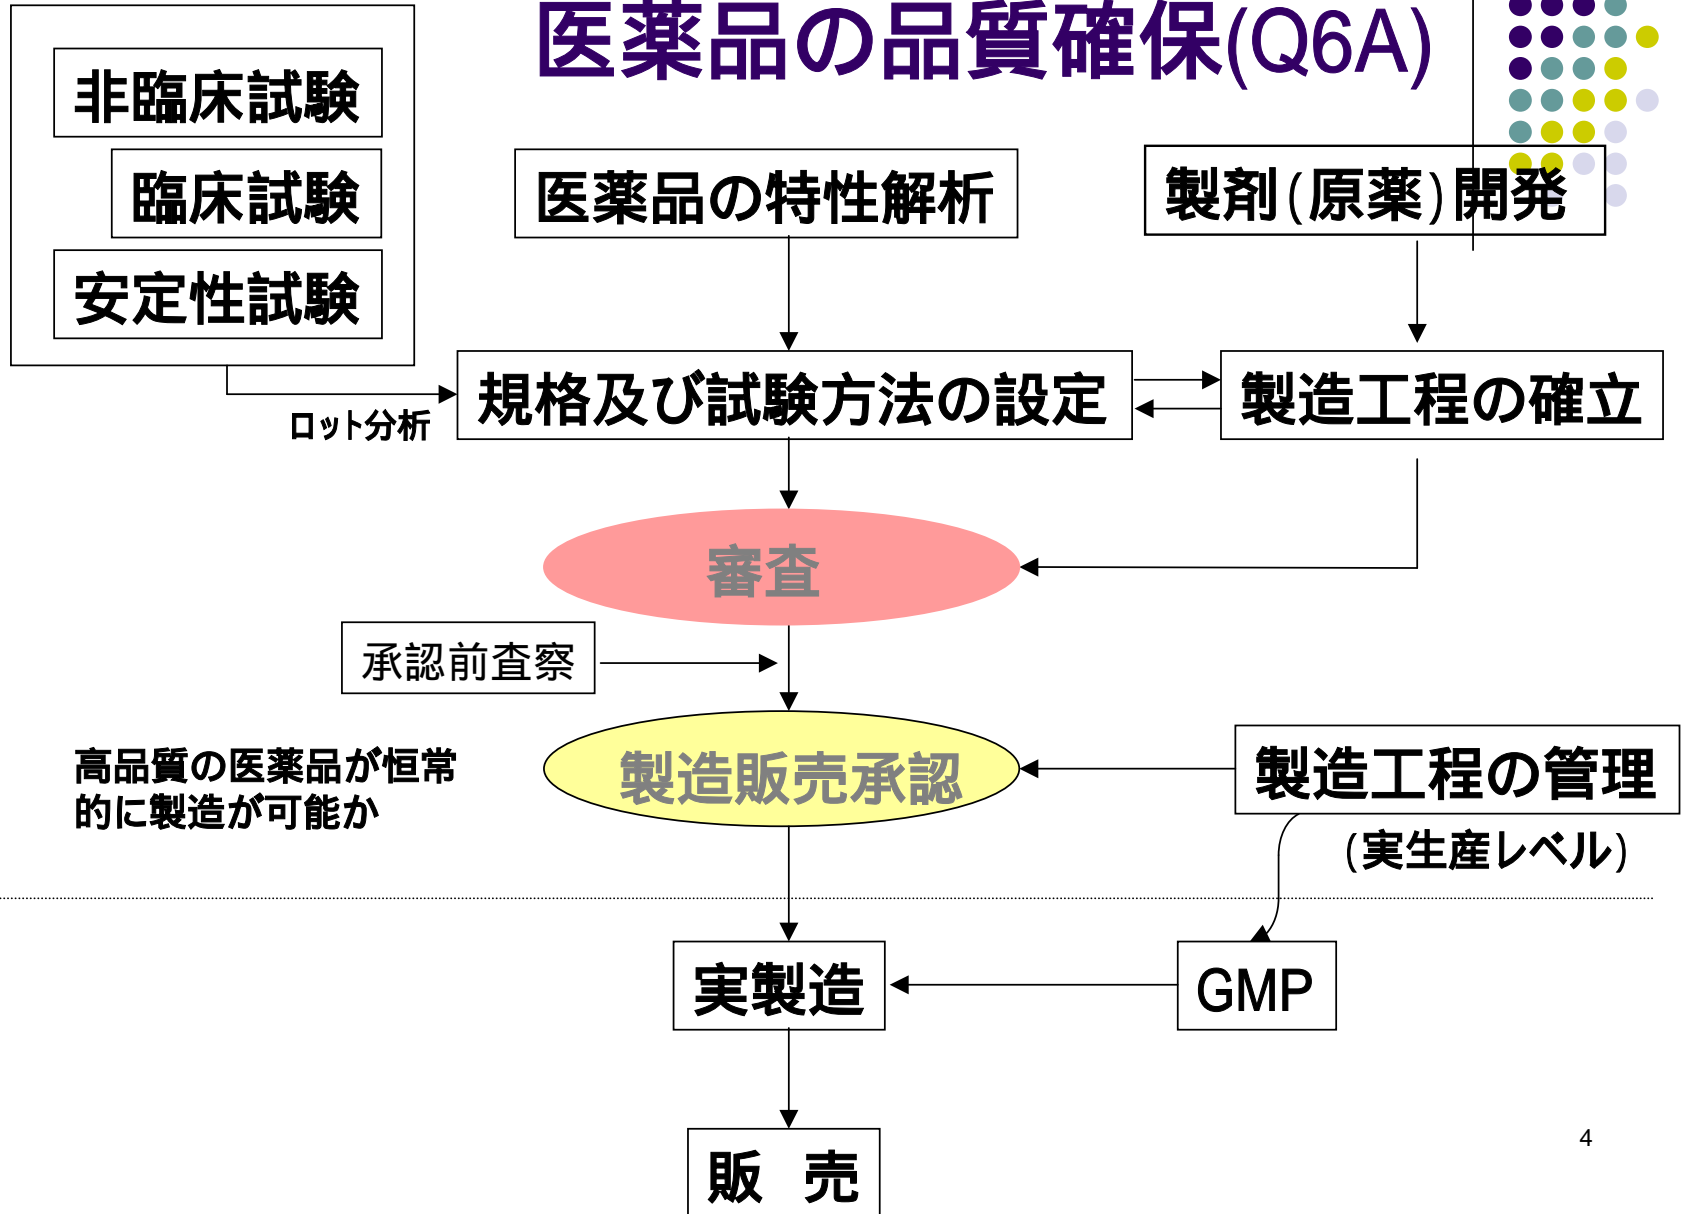 医薬品の品質確保(Q6A)
非臨床試験
臨床試験
安定性試験
医薬品の特性解析
製剤(原薬)開発
ロット分析
規格及び試験方法の設定
製造工程の確立
審査
承認前査察
高品質の医薬品が恒常
的に製造が可能か
製造販売承認
製造工程の管理
(実生産レベル)
実製造
GMP
販 売
4